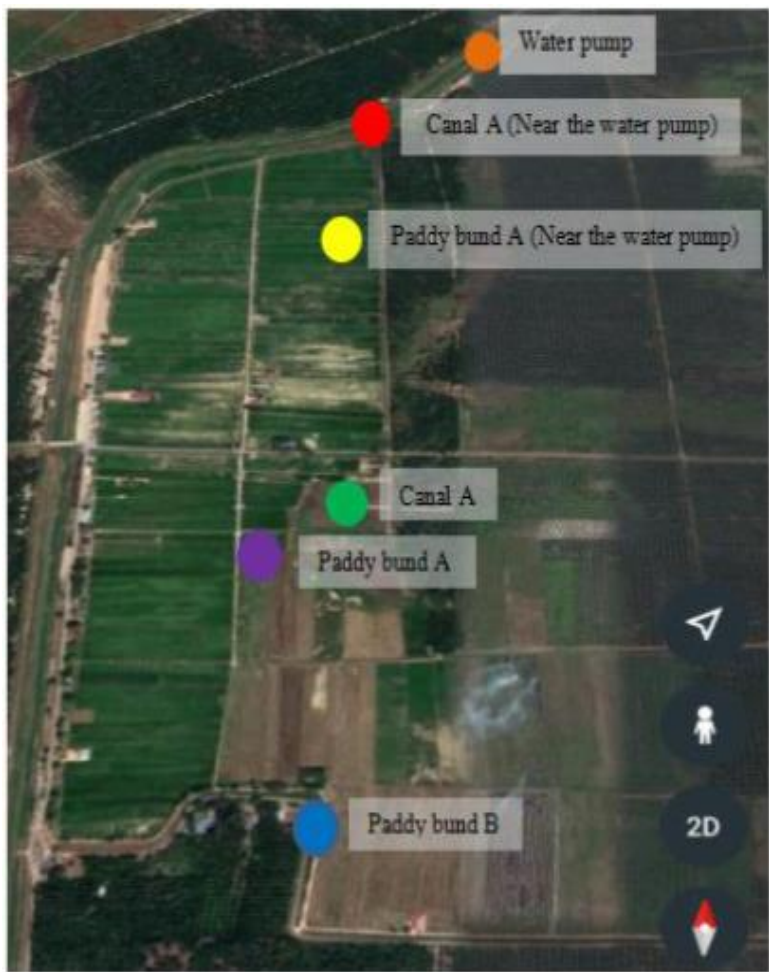 Water pump
Canal A (Near the water pump)
Paddy bund A (Near the water pump)
Canal A
Paddy bund A
2D
Paddy bund B